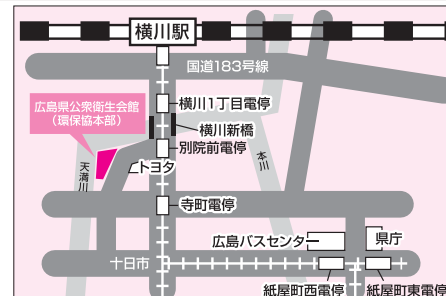 横川駅
国道183号線
広島県公衆衛生会館
（環保協本部）
横川1丁目電停
横川新橋
別院前電停
トヨタ
天満川
本川
寺町電停
広島バスセンター
県庁
十日市
紙屋町西電停
紙屋町東電停